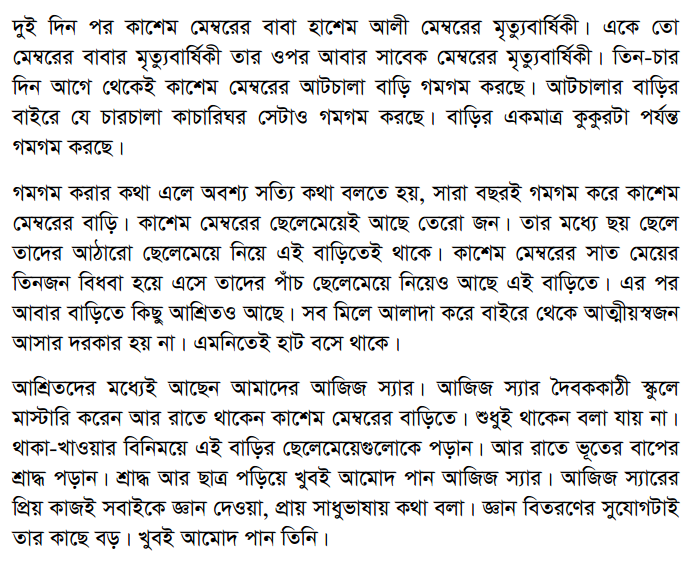 দুই দিন পর কাশেম মেম্বরের বাবা হাশেম আলী মেম্বরের মৃত্যুবার্ষিকী। একে তো
মেম্বরের বাবার মৃত্যুবার্ষিকী তার ওপর আবার সাবেক মেম্বরের মৃত্যুবার্ষিকী। তিন-চার
দিন আগে থেকেই কাশেম মেম্বরের আটচালা বাড়ি গমগম করছে। আটচালার বাড়ির
বাইরে যে চারচালা কাচারিঘর সেটাও গমগম করছে। বাড়ির একমাত্র কুকুরটা পর্যন্ত
গমগম করছে।
গমগম করার কথা এলে অবশ্য সত্যি কথা বলতে হয়, সারা বছরই গমগম করে কাশেম
মেম্বরের বাড়ি। কাশেম মেম্বরের ছেলেমেয়েই আছে তেরো জন। তার মধ্যে ছয় ছেলে
তাদের আঠারো ছেলেমেয়ে নিয়ে এই বাড়িতেই থাকে। কাশেম মেম্বরের সাত মেয়ের
তিনজন বিধবা হয়ে এসে তাদের পাঁচ ছেলেমেয়ে নিয়েও আছে এই বাড়িতে। এর পর
আবার বাড়িতে কিছু আশ্রিতও আছে। সব মিলে আলাদা করে বাইরে থেকে আত্মীয়স্বজন
আসার দরকার হয় না। এমনিতেই হাট বসে থাকে।
আশ্রিতদের মধ্যেই আছেন আমাদের আজিজ স্যার। আজিজ স্যার দৈবককাঠী স্কুলে
মাস্টারি করেন আর রাতে থাকেন কাশেম মেম্বরের বাড়িতে। শুধুই থাকেন বলা যায় না।
থাকা-খাওয়ার বিনিময়ে এই বাড়ির ছেলেমেয়েগুলোকে পড়ান। আর রাতে ভূতের বাপের
শ্রাদ্ধ পড়ান। শ্রাদ্ধ আর ছাত্র পড়িয়ে খুবই আমোদ পান আজিজ স্যার। আজিজ স্যারের
প্রিয় কাজই সবাইকে জ্ঞান দেওয়া, প্রায় সাধুভাষায় কথা বলা। জ্ঞান বিতরণের সুযোগটাই
তার কাছে বড়। খুবই আমোদ পান তিনি।